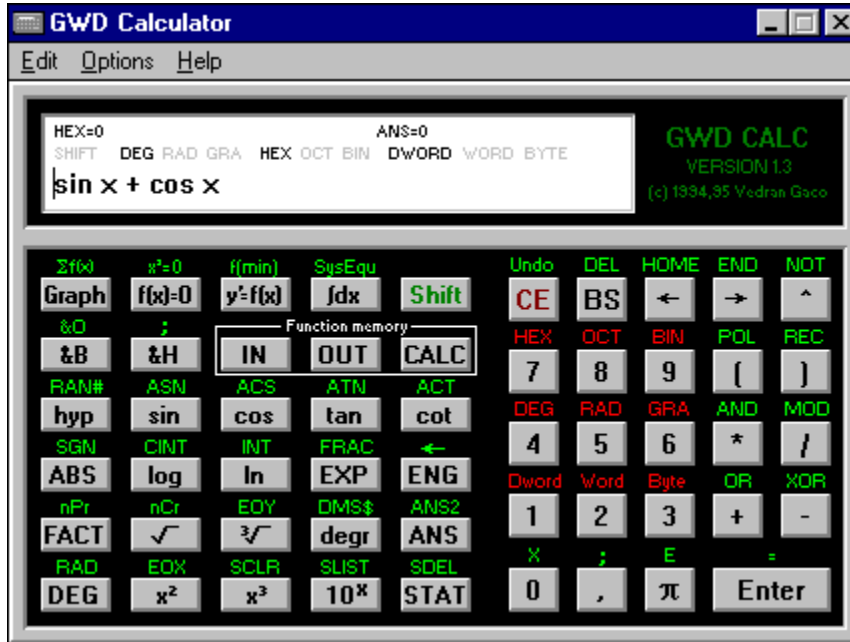 GWD Calculator
Edit Options Help
HEX=0 ANS=0
SHIFT DEG RAD GRA HEX OCT BIN DWORD WORD BYTE
sin x + cos x
GWD CALC
VERSION 1.3
(c) 1994,95 Vedran Gaco
Σf(x) x³=0 f(min) SysEqu
Graph f(x)=0 y'=f(x) ∫dx Shift
&O ; Function memory
&B &H IN OUT CALC
RAN# ASN ACS ATN ACT
hyp sin cos tan cot
SGN CINT INT FRAC ←
ABS log ln EXP ENG
nPr nCr EOY DMS$ ANS2
FACT √ ³√ degr ANS
RAD EOX SCLR SLIST SDEL
DEG x² x³ 10ˣ STAT
Undo DEL HOME END NOT
CE BS ← → ^
HEX OCT BIN POL REC
7 8 9 ( )
DEG RAD GRA AND MOD
4 5 6 * /
Dword Word Byte OR XOR
1 2 3 + -
X ; E =
0 , π Enter